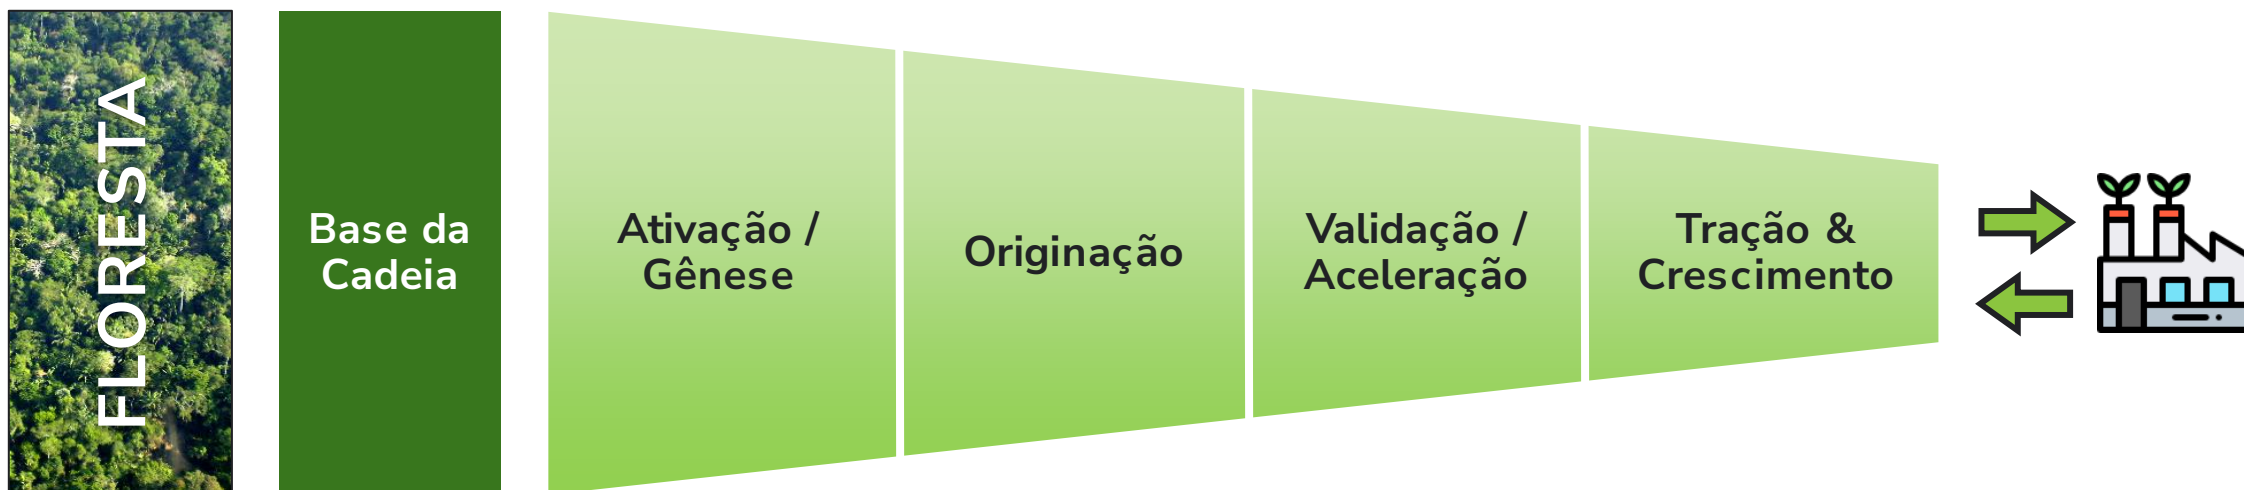 FLORESTA
Base da
Cadeia
Ativação /
Gênese
Originação
Validação /
Aceleração
Tração &
Crescimento